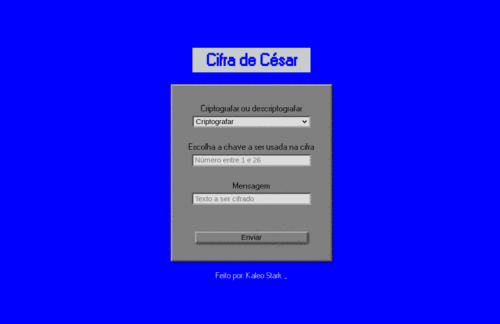 Cifra de César
Criptografar ou descriptografar
Criptografar
Escolha a chave a ser usada na cifra
Número entre 1 e 26
Mensagem
Texto a ser cifrado
Enviar
Feito por: Kaleo Stark _